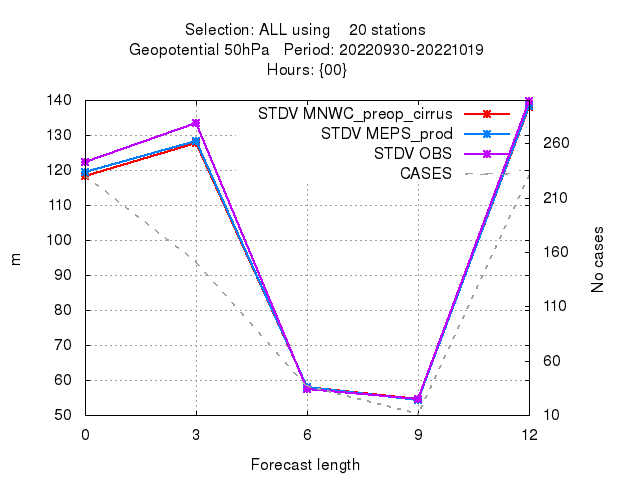 Selection: ALL using 20 stations
Geopotential 50hPa Period: 20220930-20221019
Hours: {00}
STDV MNWC_preop_cirrus
STDV MEPS_prod
STDV OBS
CASES
140
130
120
110
100
90
80
70
60
50
260
210
160
110
60
10
0 3 6 9 12
m
No cases
Forecast length